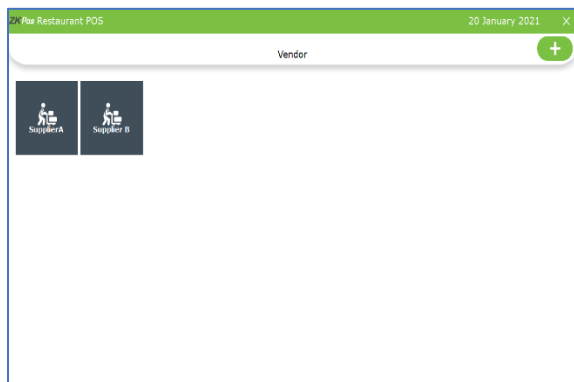 ZKPos Restaurant POS 20 January 2021 X
Vendor +
SupplierA Supplier B